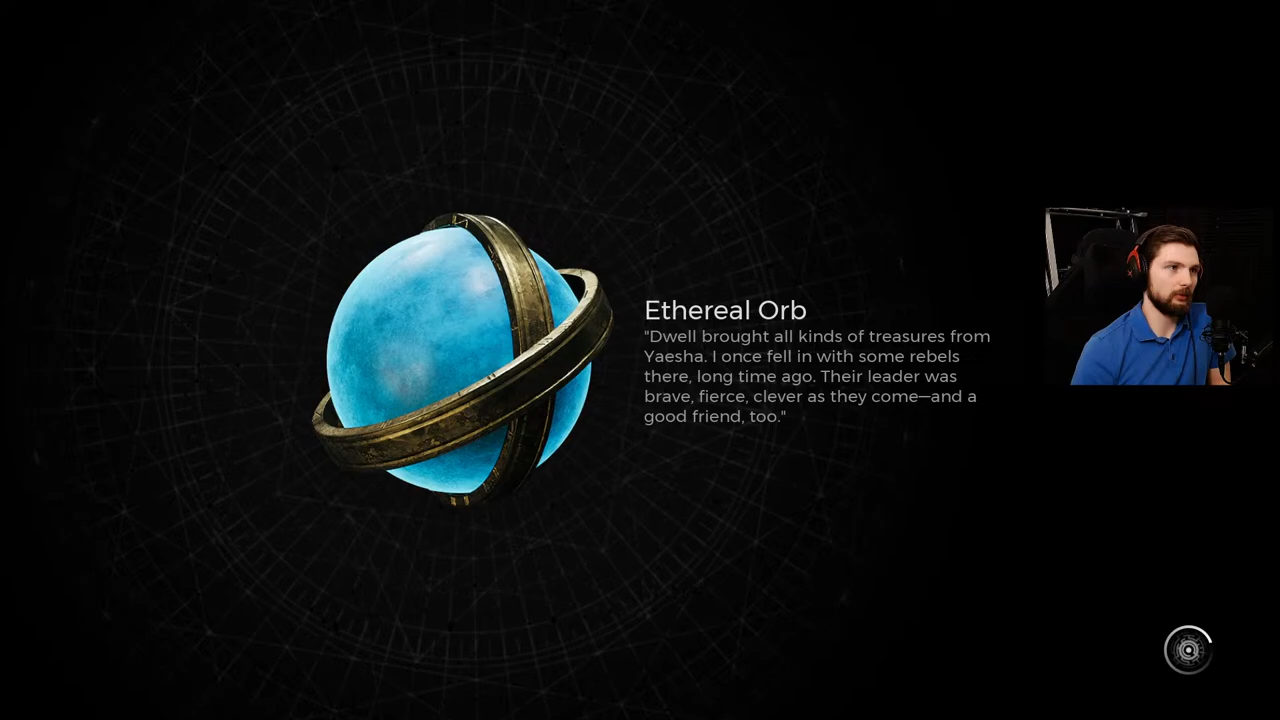 Ethereal Orb
"Dwell brought all kinds of treasures from
Yaesha. I once fell in with some rebels
there, long time ago. Their leader was
brave, fierce, clever as they come—and a
good friend, too."